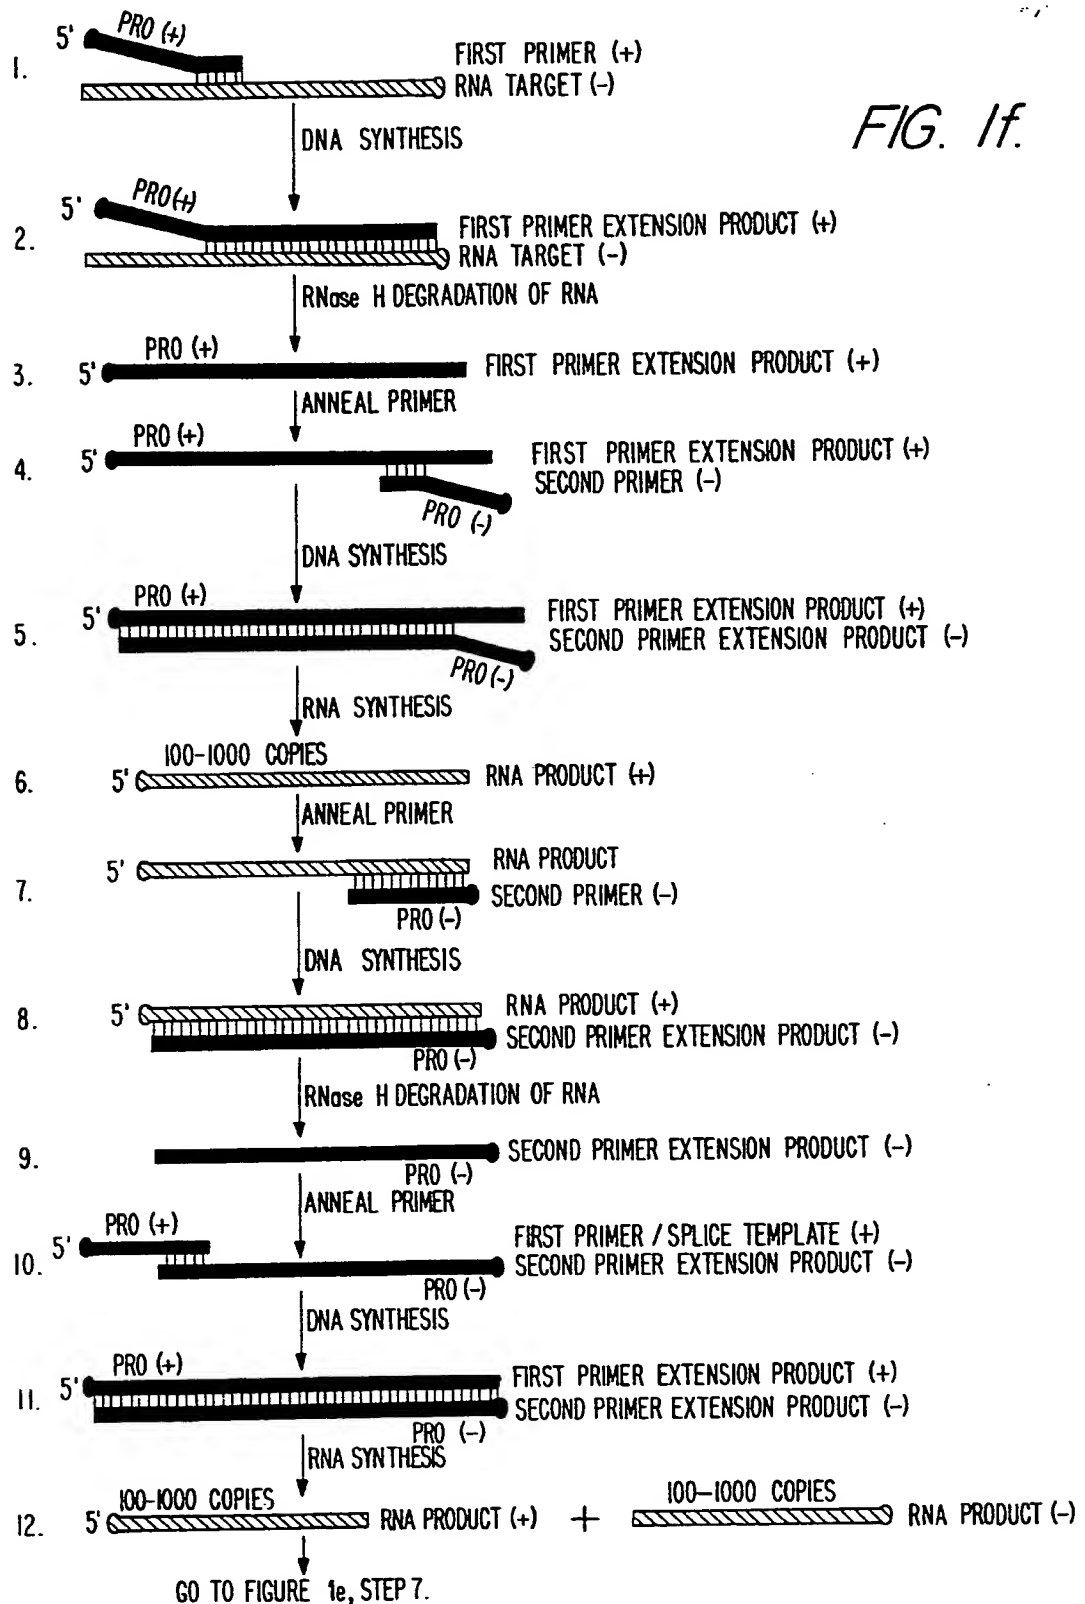 FIG. 1f.
1.
5'
PRO (+)
FIRST PRIMER (+)
RNA TARGET (-)
DNA SYNTHESIS
2.
5'
PRO(+)
FIRST PRIMER EXTENSION PRODUCT (+)
RNA TARGET (-)
RNase H DEGRADATION OF RNA
3.
5'
PRO (+)
FIRST PRIMER EXTENSION PRODUCT (+)
ANNEAL PRIMER
4.
5'
PRO (+)
FIRST PRIMER EXTENSION PRODUCT (+)
SECOND PRIMER (-)
PRO (-)
DNA SYNTHESIS
5.
5'
PRO (+)
FIRST PRIMER EXTENSION PRODUCT (+)
SECOND PRIMER EXTENSION PRODUCT (-)
PRO(-)
RNA SYNTHESIS
100-1000 COPIES
6.
5'
RNA PRODUCT (+)
ANNEAL PRIMER
7.
5'
RNA PRODUCT
SECOND PRIMER (-)
PRO (-)
DNA SYNTHESIS
8.
5'
RNA PRODUCT (+)
SECOND PRIMER EXTENSION PRODUCT (-)
PRO (-)
RNase H DEGRADATION OF RNA
9.
SECOND PRIMER EXTENSION PRODUCT (-)
PRO (-)
ANNEAL PRIMER
10.
5'
PRO (+)
FIRST PRIMER / SPLICE TEMPLATE (+)
SECOND PRIMER EXTENSION PRODUCT (-)
PRO (-)
DNA SYNTHESIS
11.
5'
PRO (+)
FIRST PRIMER EXTENSION PRODUCT (+)
SECOND PRIMER EXTENSION PRODUCT (-)
PRO (-)
RNA SYNTHESIS
12.
100-1000 COPIES
5'
RNA PRODUCT (+)
+
100-1000 COPIES
RNA PRODUCT (-)
GO TO FIGURE 1e, STEP 7.